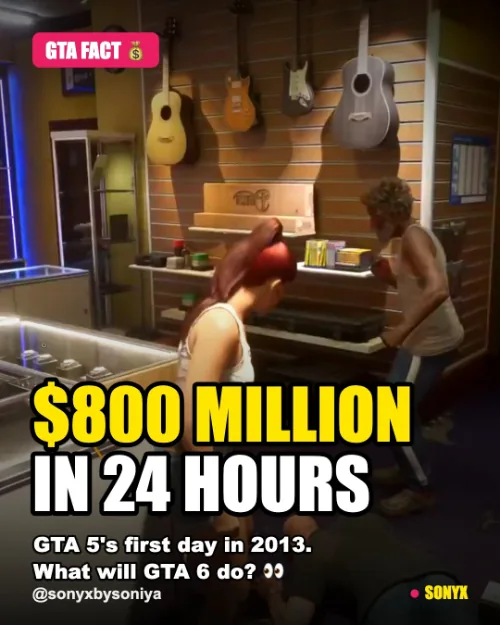 GTA FACT 💰
$800 MILLION
IN 24 HOURS
GTA 5's first day in 2013.
What will GTA 6 do? 👀
@sonyxbysoniya
SONYX